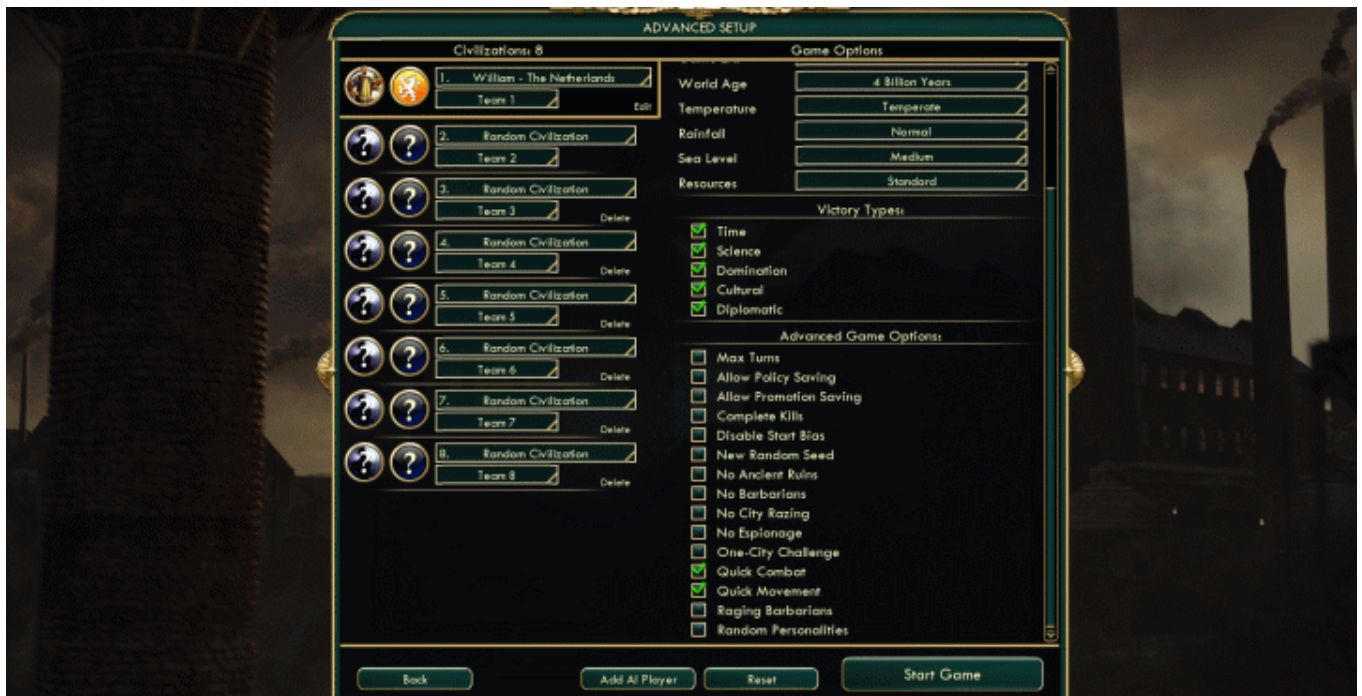 ADVANCED SETUP
Civilizations: 8
1. William - The Netherlands
Team 1
Edit
2. Random Civilization
Team 2
3. Random Civilization
Team 3
Delete
4. Random Civilization
Team 4
Delete
5. Random Civilization
Team 5
Delete
6. Random Civilization
Team 6
Delete
7. Random Civilization
Team 7
Delete
8. Random Civilization
Team 8
Delete
Game Options
World Age 4 Billion Years
Temperature Temperate
Rainfall Normal
Sea Level Medium
Resources Standard
Victory Types:
Time
Science
Domination
Cultural
Diplomatic
Advanced Game Options:
Max Turns
Allow Policy Saving
Allow Promotion Saving
Complete Kills
Disable Start Bias
New Random Seed
No Ancient Ruins
No Barbarians
No City Razing
No Espionage
One-City Challenge
Quick Combat
Quick Movement
Raging Barbarians
Random Personalities
Back
Add AI Player
Reset
Start Game